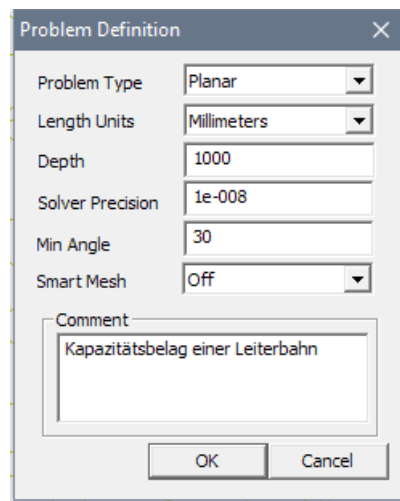 Problem Definition
Problem Type Planar
Length Units Millimeters
Depth 1000
Solver Precision 1e-008
Min Angle 30
Smart Mesh Off
Comment
Kapazitätsbelag einer Leiterbahn
OK Cancel